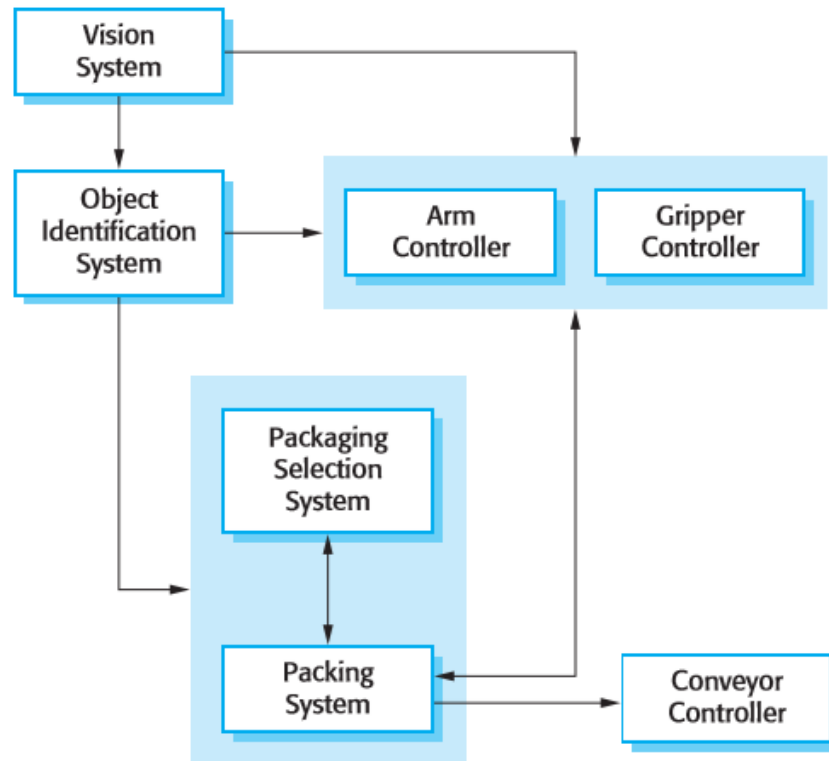 Vision
System
Object
Identification
System
Arm
Controller
Gripper
Controller
Packaging
Selection
System
Packing
System
Conveyor
Controller